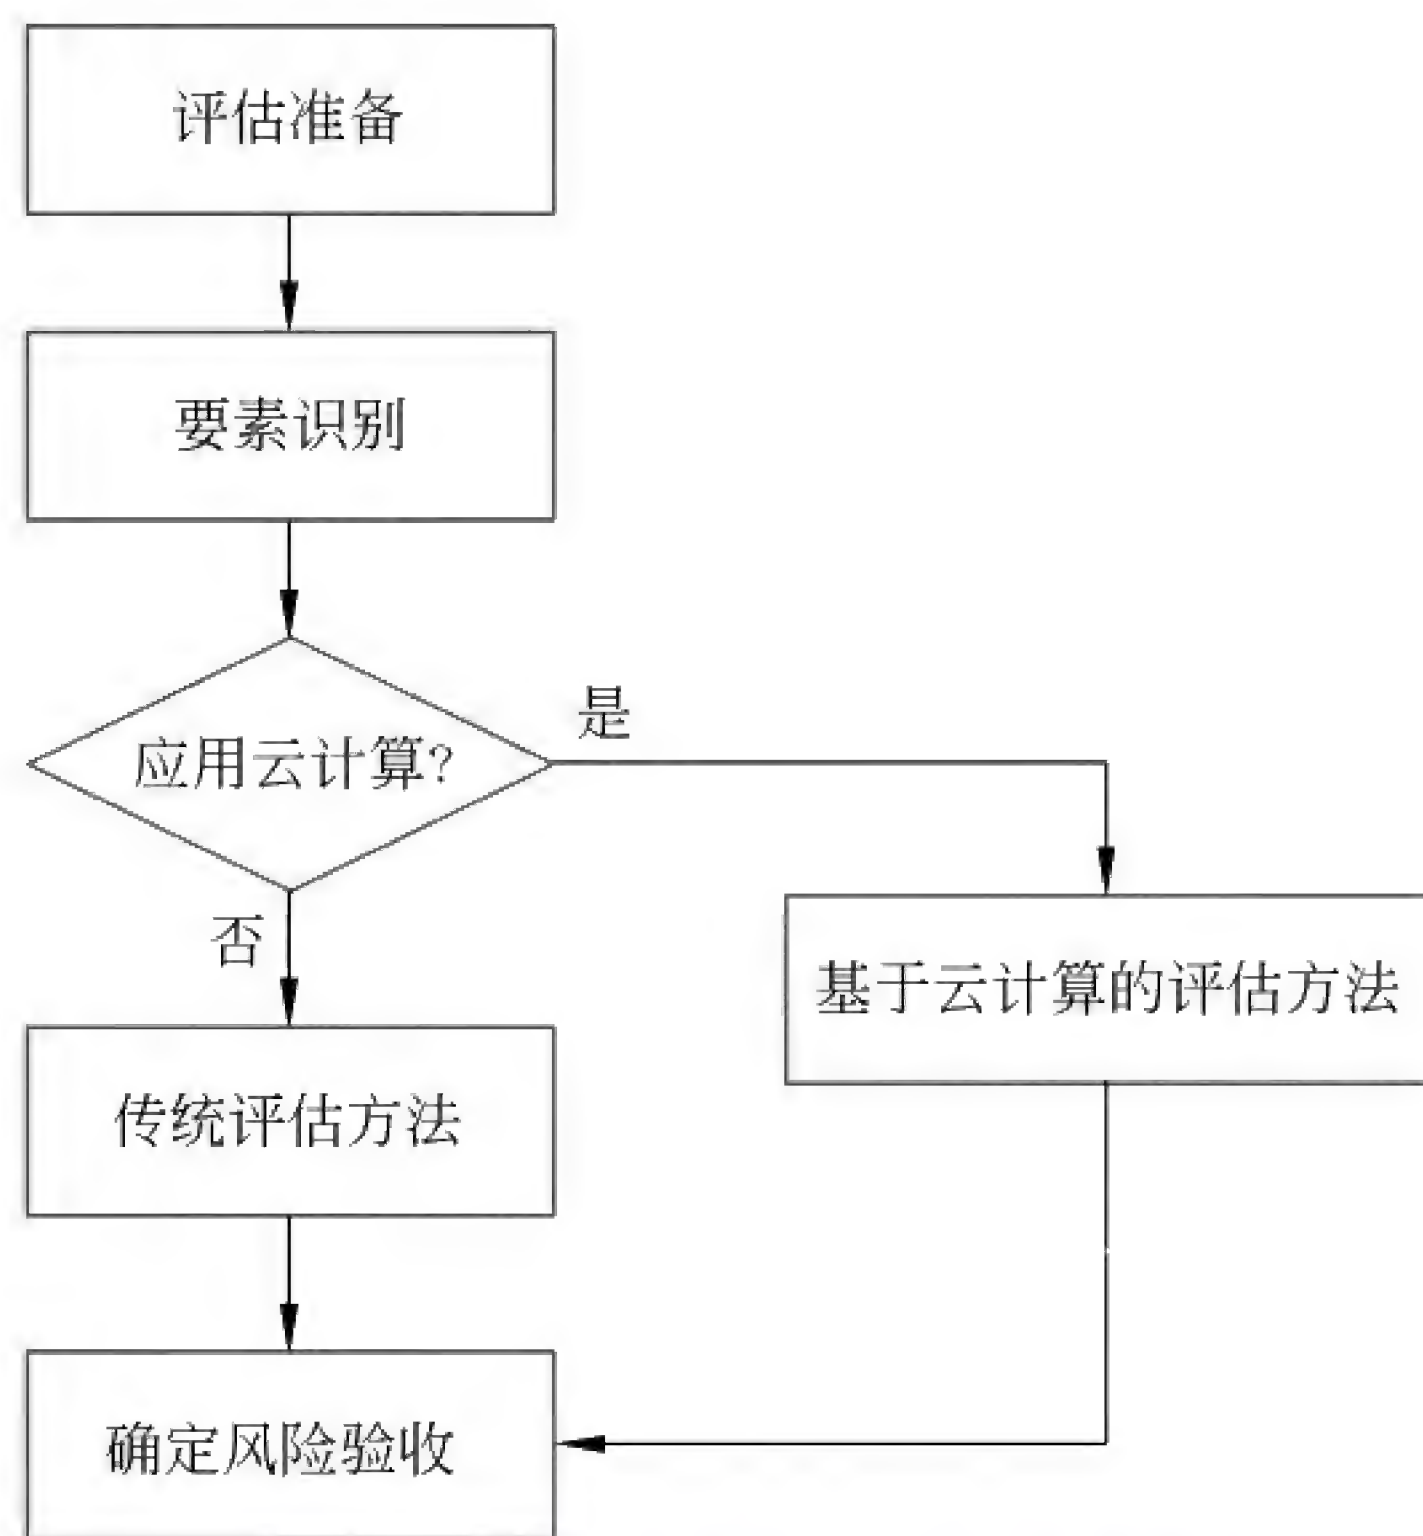 评估准备
要素识别
应用云计算?
是
否
基于云计算的评估方法
传统评估方法
确定风险验收